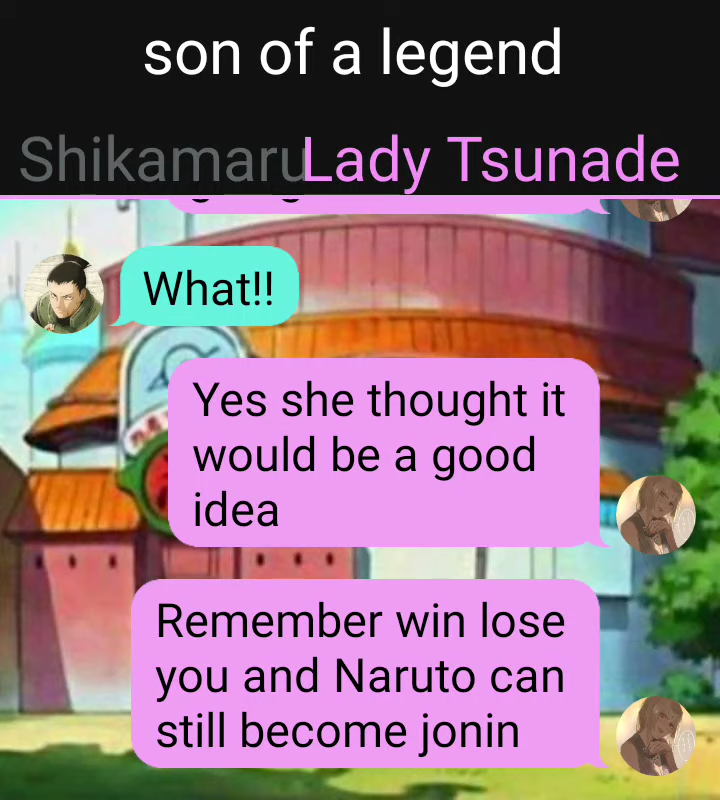 son of a legend
Shikamaru Lady Tsunade
What!!
Yes she thought it
would be a good
idea
Remember win lose
you and Naruto can
still become jonin